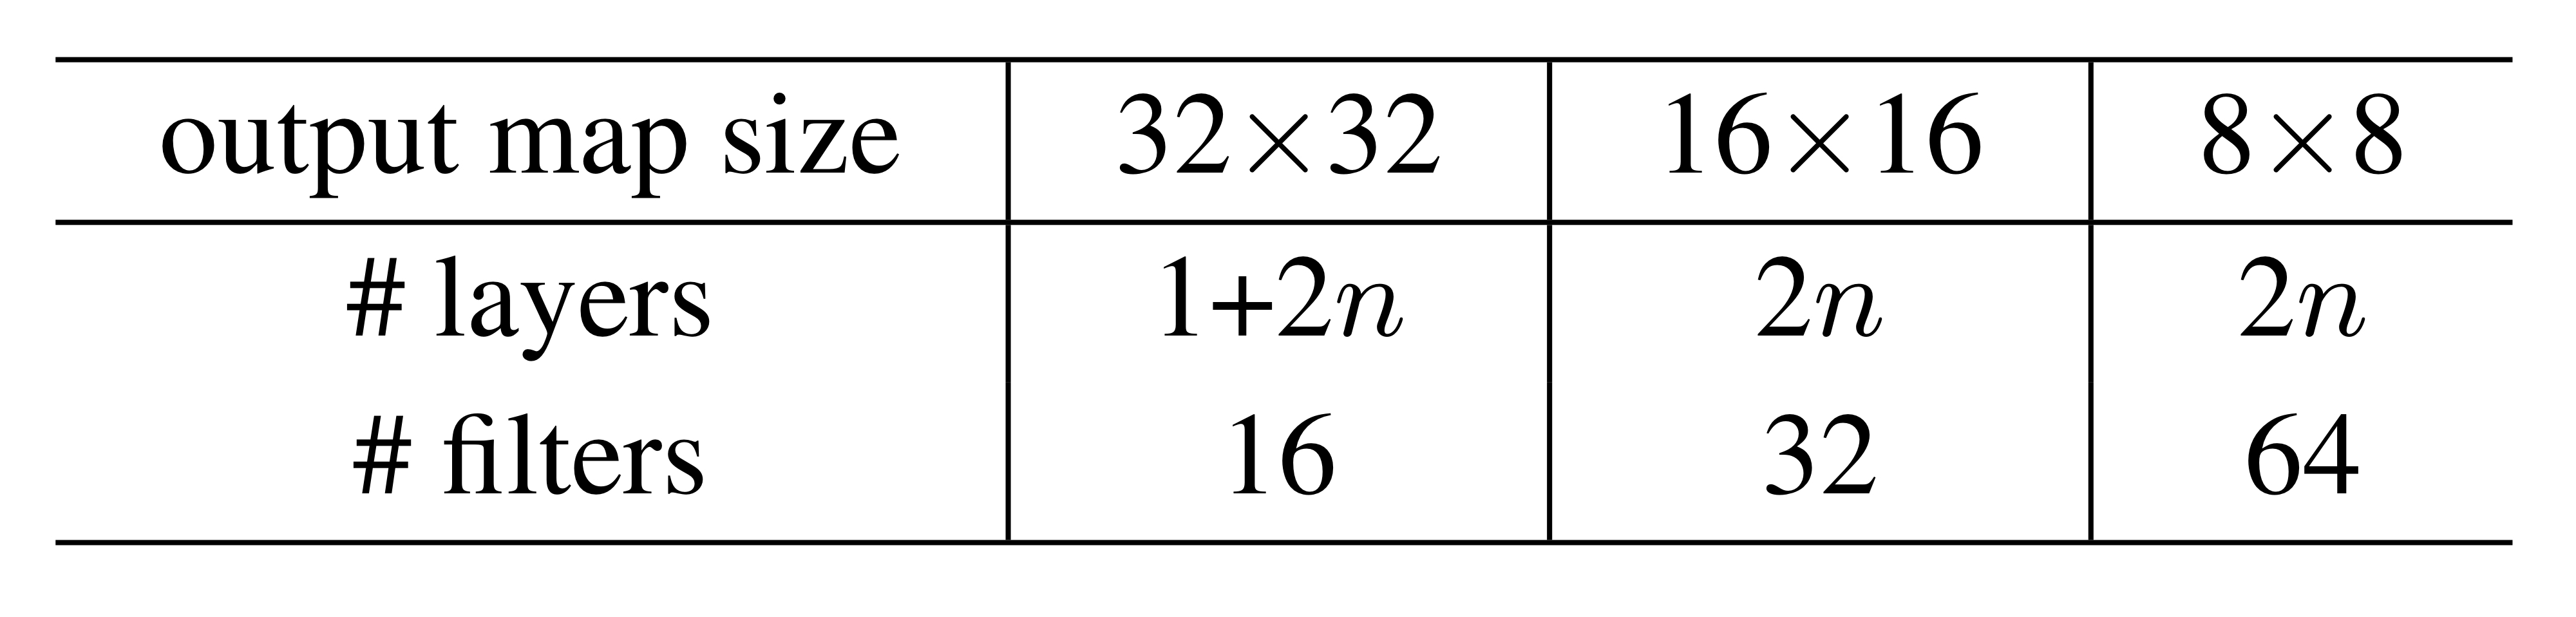 output map size 32×32 16×16 8×8
# layers 1+2n 2n 2n
# filters 16 32 64